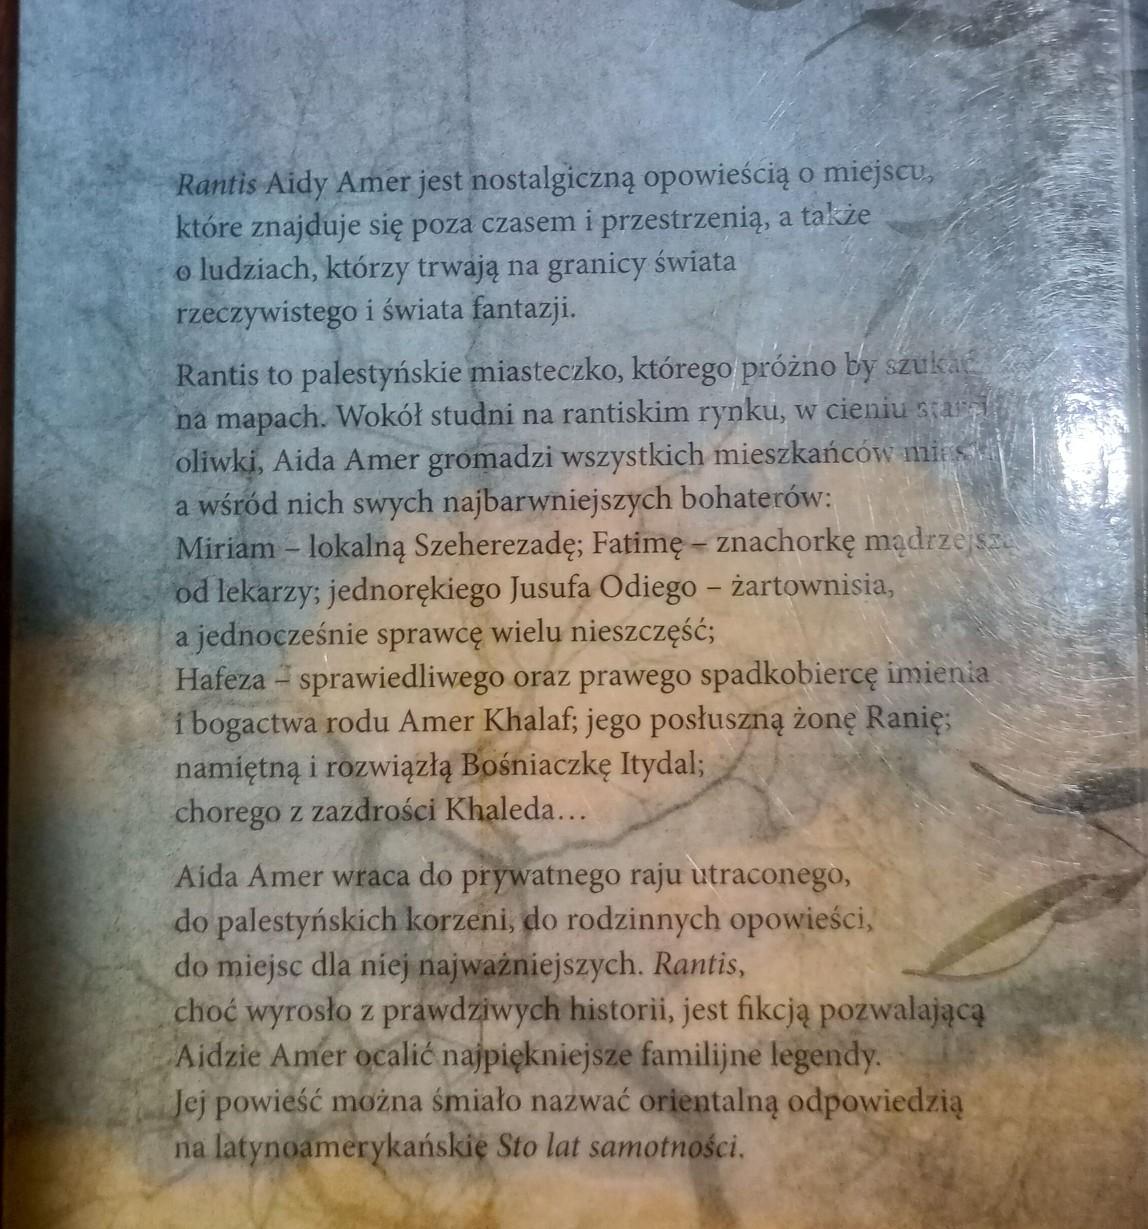 Rantis Aidy Amer jest nostalgiczną opowieścią o miejscu,
które znajduje się poza czasem i przestrzenią, a także
o ludziach, którzy trwają na granicy świata
rzeczywistego i świata fantazji.
Rantis to palestyńskie miasteczko, którego próżno by szukać
na mapach. Wokół studni na rantiskim rynku, w cieniu
oliwki, Aida Amer gromadzi wszystkich mieszkańców
a wśród nich swych najbarwniejszych bohaterów:
Miriam – lokalną Szeherezadę; Fatimę – znachorkę mądrzejszą
od lekarzy; jednorękiego Jusufa Odiego – żartownisia,
a jednocześnie sprawcę wielu nieszczęść;
Hafeza – sprawiedliwego oraz prawego spadkobiercę imienia
i bogactwa rodu Amer Khalaf; jego posłuszną żonę Ranię;
namiętną i rozwiązłą Bośniaczkę Itydal;
chorego z zazdrości Khaleda…
Aida Amer wraca do prywatnego raju utraconego,
do palestyńskich korzeni, do rodzinnych opowieści,
do miejsc dla niej najważniejszych. Rantis,
choć wyrosło z prawdziwych historii, jest fikcją pozwalającą
Aidzie Amer ocalić najpiękniejsze familijne legendy.
Jej powieść można śmiało nazwać orientalną odpowiedzią
na latynoamerykańskie Sto lat samotności.